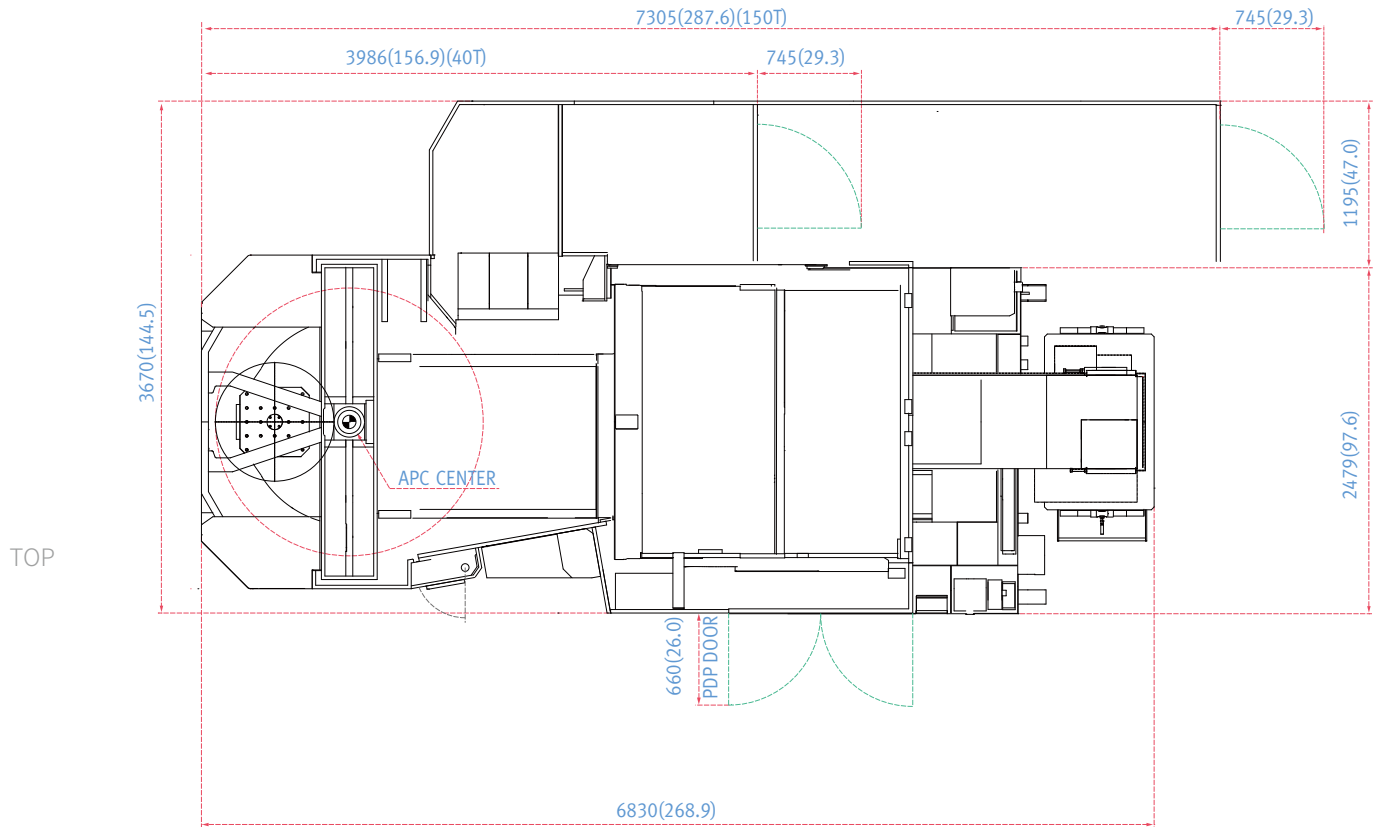 7305(287.6)(150T)
745(29.3)
3986(156.9)(40T)
745(29.3)
1195(47.0)
3670(144.5)
APC CENTER
2479(97.6)
TOP
660(26.0)
PDP DOOR
6830(268.9)